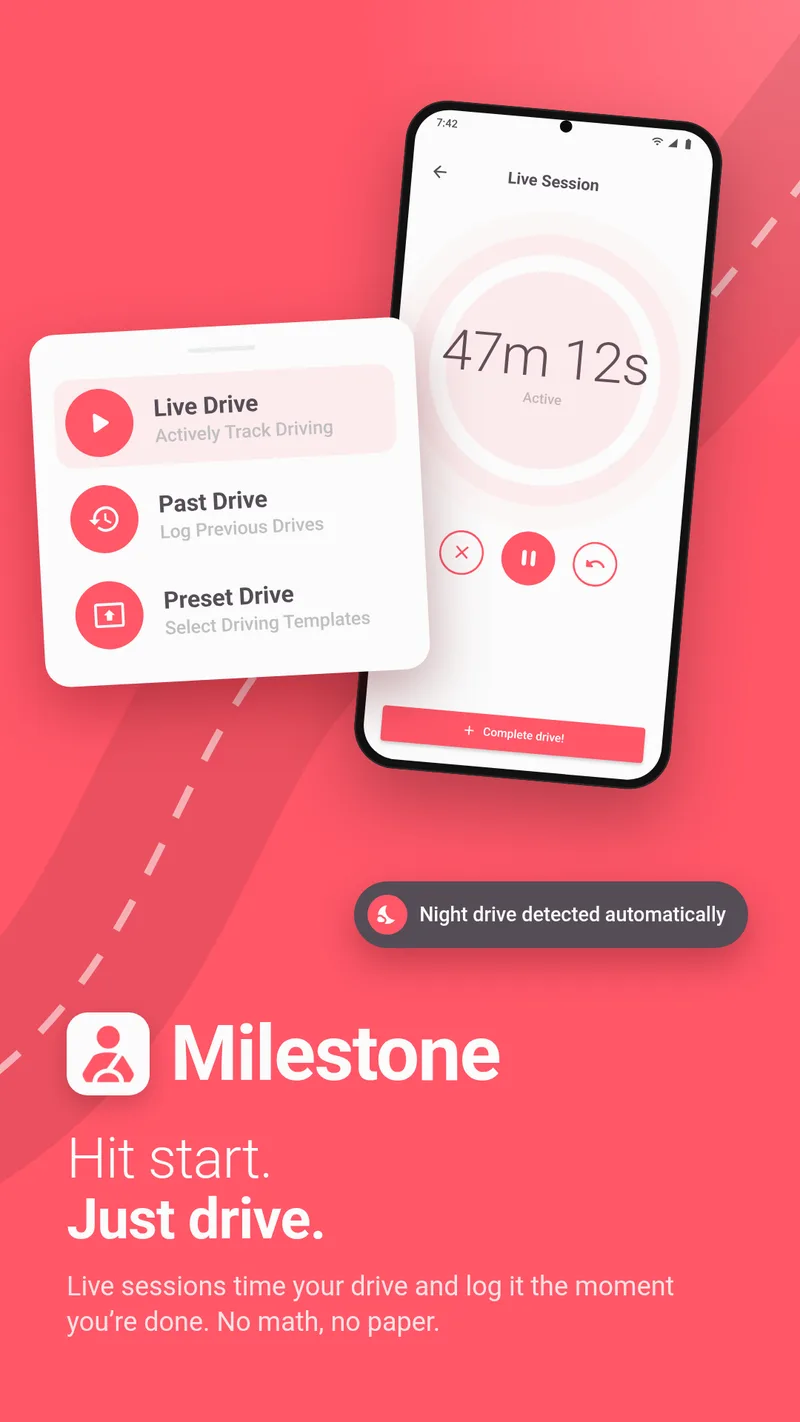 7:42
Live Session
47m 12s
Active
Live Drive
Actively Track Driving
Past Drive
Log Previous Drives
Preset Drive
Select Driving Templates
+ Complete drive!
Night drive detected automatically
Milestone
Hit start.
Just drive.
Live sessions time your drive and log it the moment
you’re done. No math, no paper.